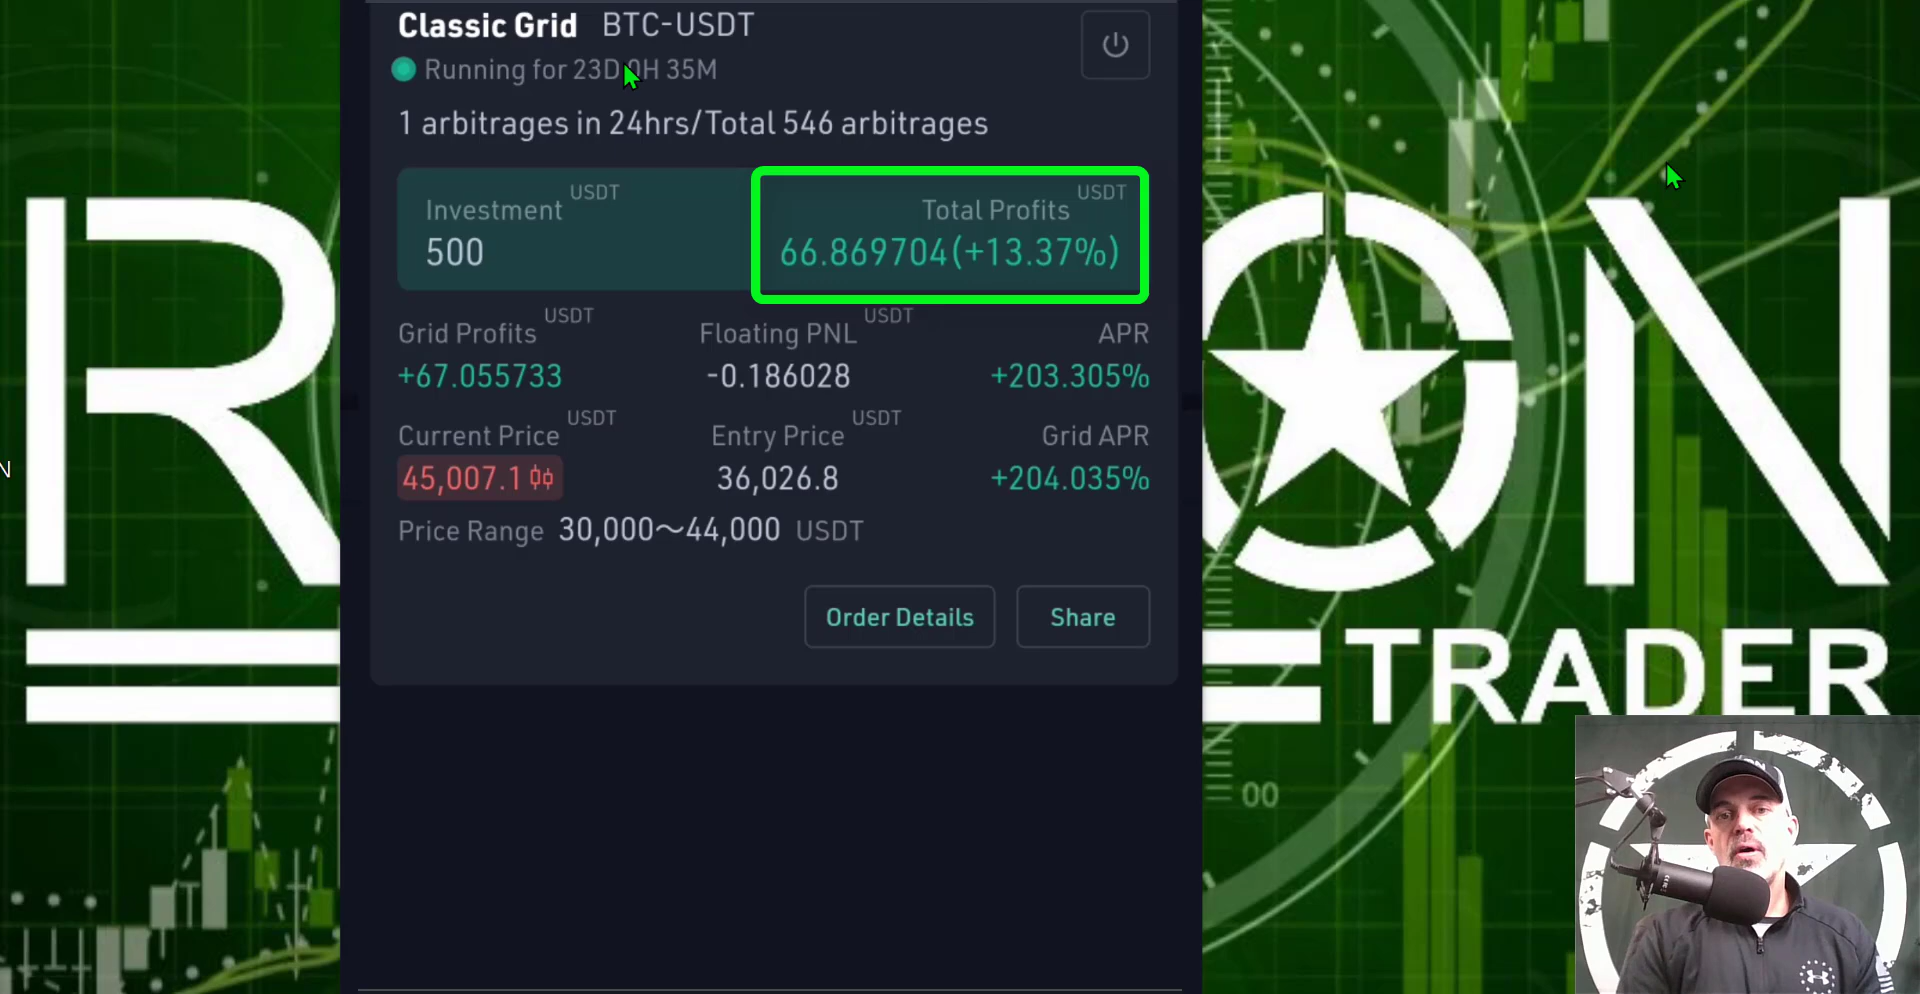 Classic Grid BTC-USDT
Running for 23D 0H 35M
1 arbitrages in 24hrs/Total 546 arbitrages
Investment USDT
500
Total Profits USDT
66.869704(+13.37%)
Grid Profits USDT
+67.055733
Floating PNL USDT
-0.186028
APR
+203.305%
Current Price USDT
45,007.1
Entry Price USDT
36,026.8
Grid APR
+204.035%
Price Range 30,000~44,000 USDT
Order Details
Share
R
ON
TRADER
00
N